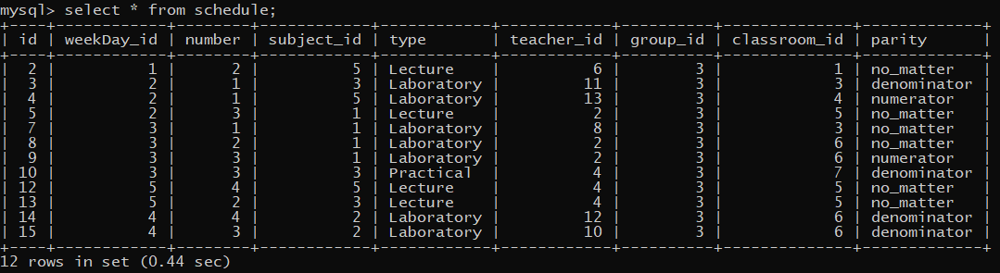 mysql> select * from schedule;
+----+------------+--------+------------+------------+------------+----------+--------------+-------------+
| id | weekDay_id | number | subject_id | type       | teacher_id | group_id | classroom_id | parity      |
+----+------------+--------+------------+------------+------------+----------+--------------+-------------+
|  2 |          1 |      2 |          5 | Lecture    |          6 |        3 |            1 | no_matter   |
|  3 |          2 |      1 |          3 | Laboratory |         11 |        3 |            3 | denominator |
|  4 |          2 |      1 |          5 | Laboratory |         13 |        3 |            4 | numerator   |
|  5 |          2 |      3 |          1 | Lecture    |          2 |        3 |            5 | no_matter   |
|  7 |          3 |      1 |          1 | Laboratory |          8 |        3 |            3 | no_matter   |
|  8 |          3 |      2 |          1 | Laboratory |          2 |        3 |            6 | no_matter   |
|  9 |          3 |      3 |          1 | Laboratory |          2 |        3 |            6 | numerator   |
| 10 |          3 |      3 |          3 | Practical  |          4 |        3 |            7 | denominator |
| 12 |          5 |      4 |          5 | Lecture    |          4 |        3 |            5 | no_matter   |
| 13 |          5 |      2 |          3 | Lecture    |          4 |        3 |            5 | no_matter   |
| 14 |          4 |      4 |          2 | Laboratory |         12 |        3 |            6 | denominator |
| 15 |          4 |      3 |          2 | Laboratory |         10 |        3 |            6 | denominator |
+----+------------+--------+------------+------------+------------+----------+--------------+-------------+
12 rows in set (0.44 sec)